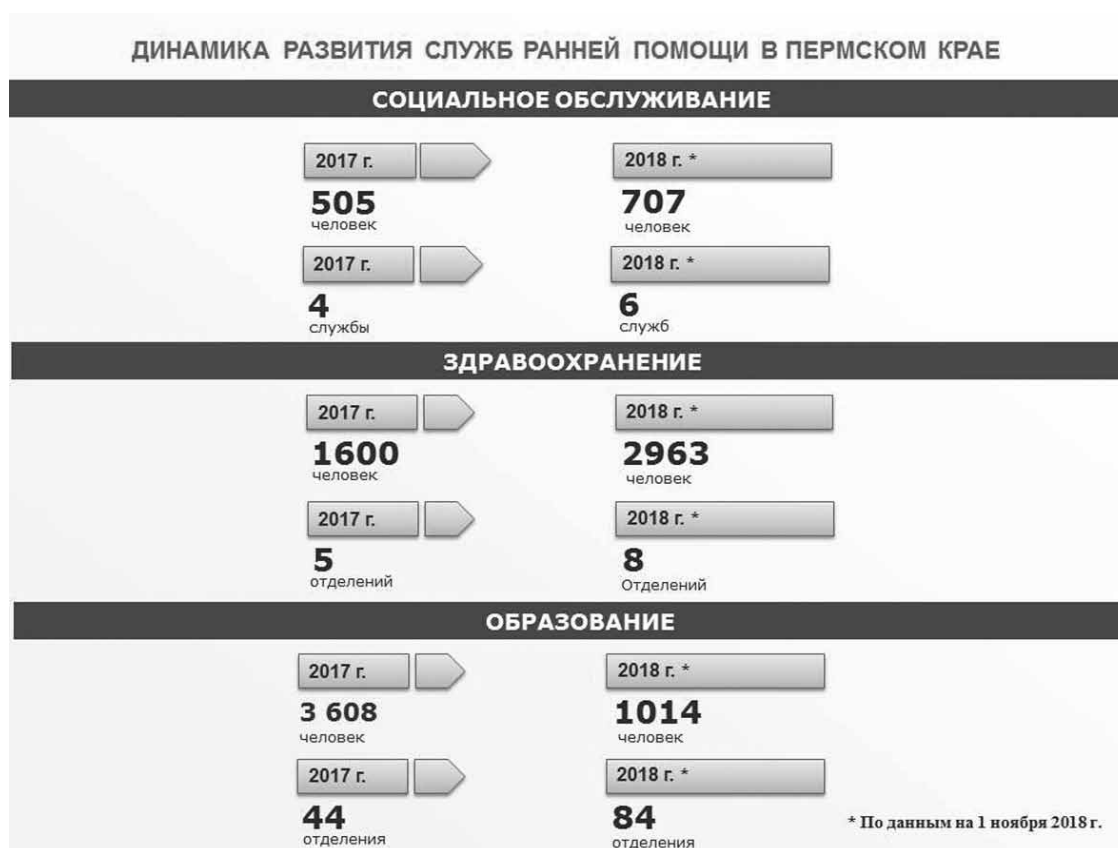 ДИНАМИКА РАЗВИТИЯ СЛУЖБ РАННЕЙ ПОМОЩИ В ПЕРМСКОМ КРАЕ
СОЦИАЛЬНОЕ ОБСЛУЖИВАНИЕ
2017 г. 2018 г. *
505 707
человек человек
2017 г. 2018 г. *
4 6
службы служб
ЗДРАВООХРАНЕНИЕ
2017 г. 2018 г. *
1600 2963
человек человек
2017 г. 2018 г. *
5 8
отделений Отделений
ОБРАЗОВАНИЕ
2017 г. 2018 г. *
3 608 1014
человек человек
2017 г. 2018 г. *
44 84
отделения отделения
* По данным на 1 ноября 2018 г.